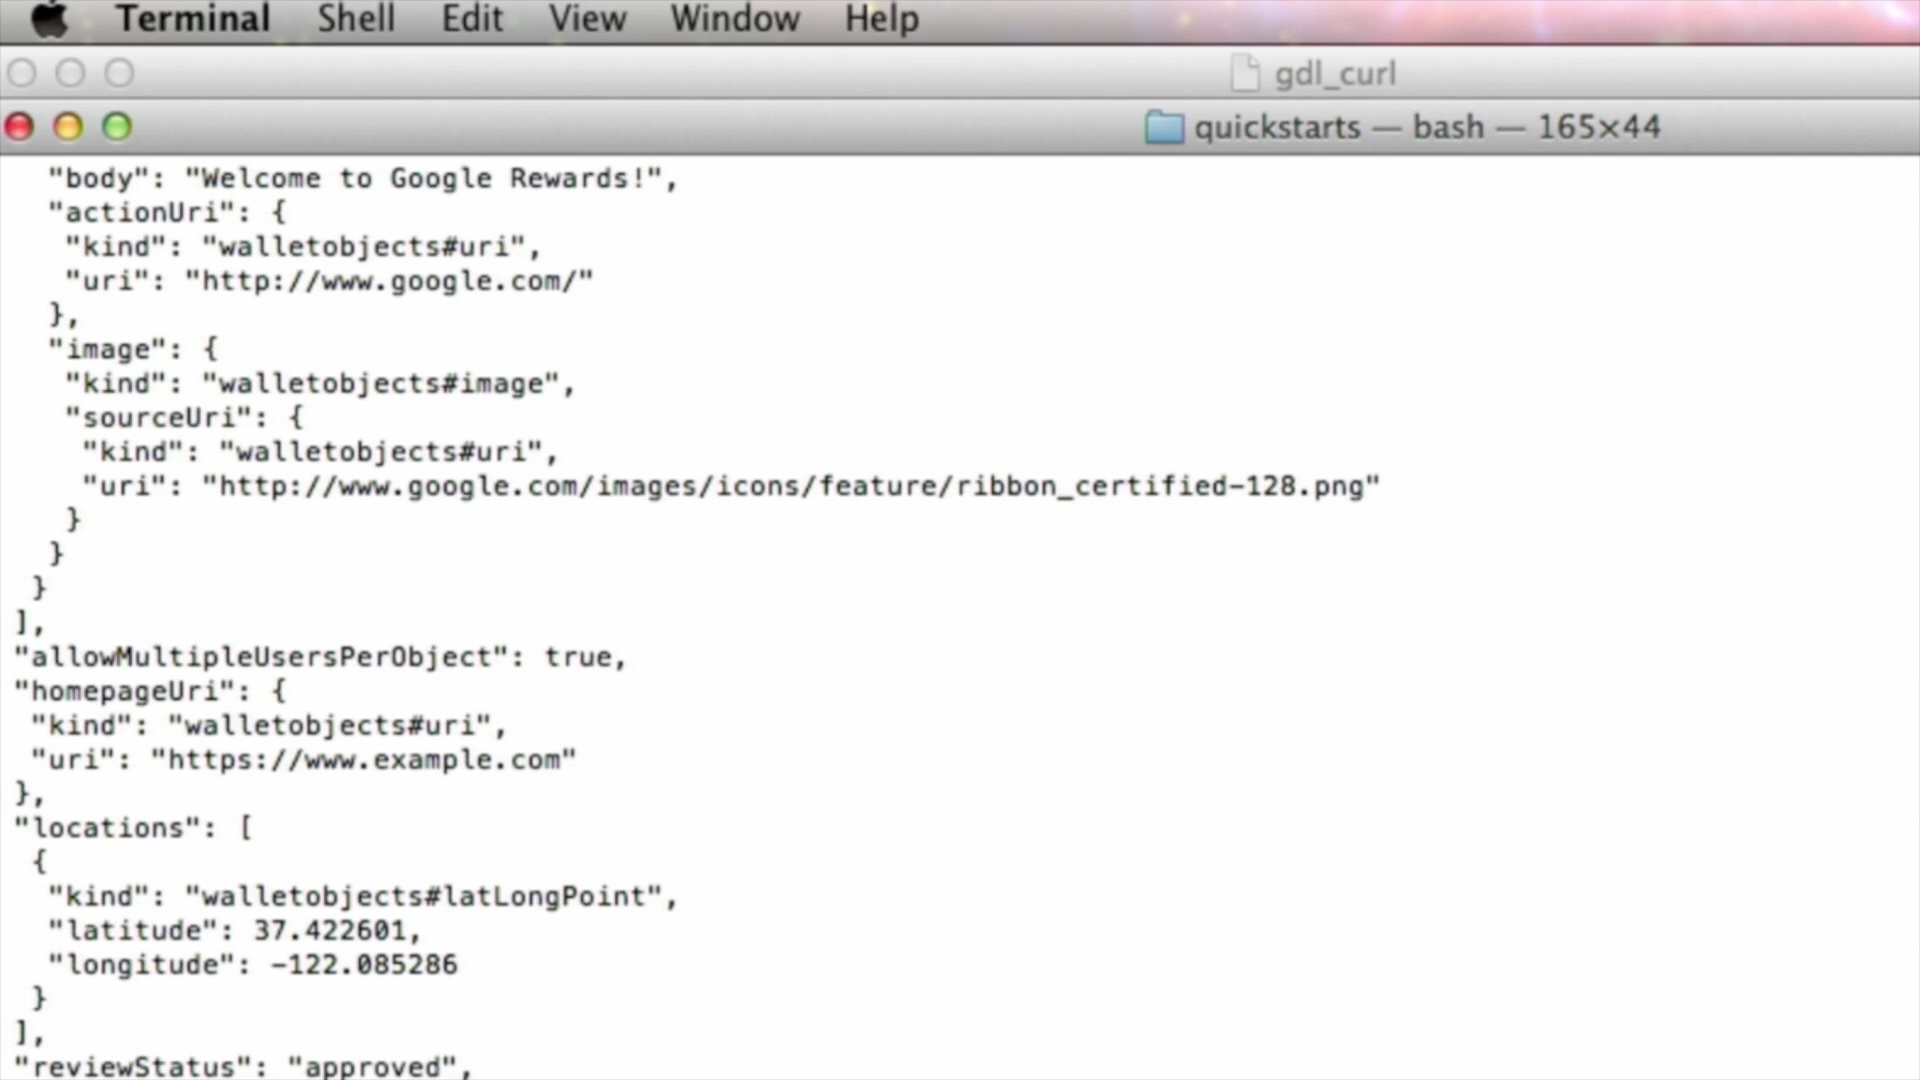 Terminal Shell Edit View Window Help
gdl_curl
quickstarts — bash — 165×44
"body": "Welcome to Google Rewards!",
"actionUri": {
"kind": "walletobjects#uri",
"uri": "http://www.google.com/"
},
"image": {
"kind": "walletobjects#image",
"sourceUri": {
"kind": "walletobjects#uri",
"uri": "http://www.google.com/images/icons/feature/ribbon_certified-128.png"
}
}
}
],
"allowMultipleUsersPerObject": true,
"homepageUri": {
"kind": "walletobjects#uri",
"uri": "https://www.example.com"
},
"locations": [
{
"kind": "walletobjects#latLongPoint",
"latitude": 37.422601,
"longitude": -122.085286
}
],
"reviewStatus": "approved",